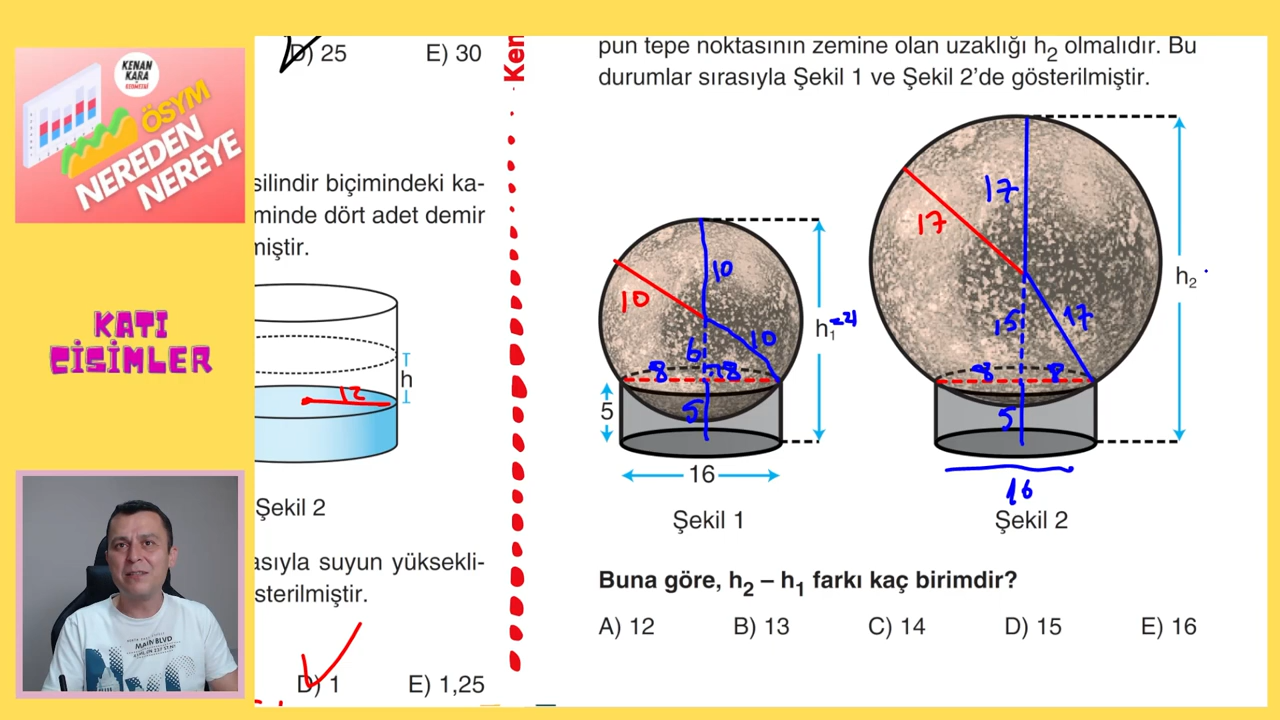 KENAN
KARA
ÖSYM
NEREDEN
NEREYE
KATI
CİSİMLER
MAIN BLVD
D) 25
E) 30
silindir biçimindeki ka-
minde dört adet demir
miştir.
12
h
Şekil 2
asıyla suyun yüksekli-
sterilmiştir.
D) 1
E) 1,25
Ken
pun tepe noktasının zemine olan uzaklığı h₂ olmalıdır. Bu
durumlar sırasıyla Şekil 1 ve Şekil 2'de gösterilmiştir.
10
10
10
6
8
8
5
5
16
h₁=21
Şekil 1
17
17
17
15
8
8
5
16
h₂
Şekil 2
Buna göre, h₂ – h₁ farkı kaç birimdir?
A) 12
B) 13
C) 14
D) 15
E) 16